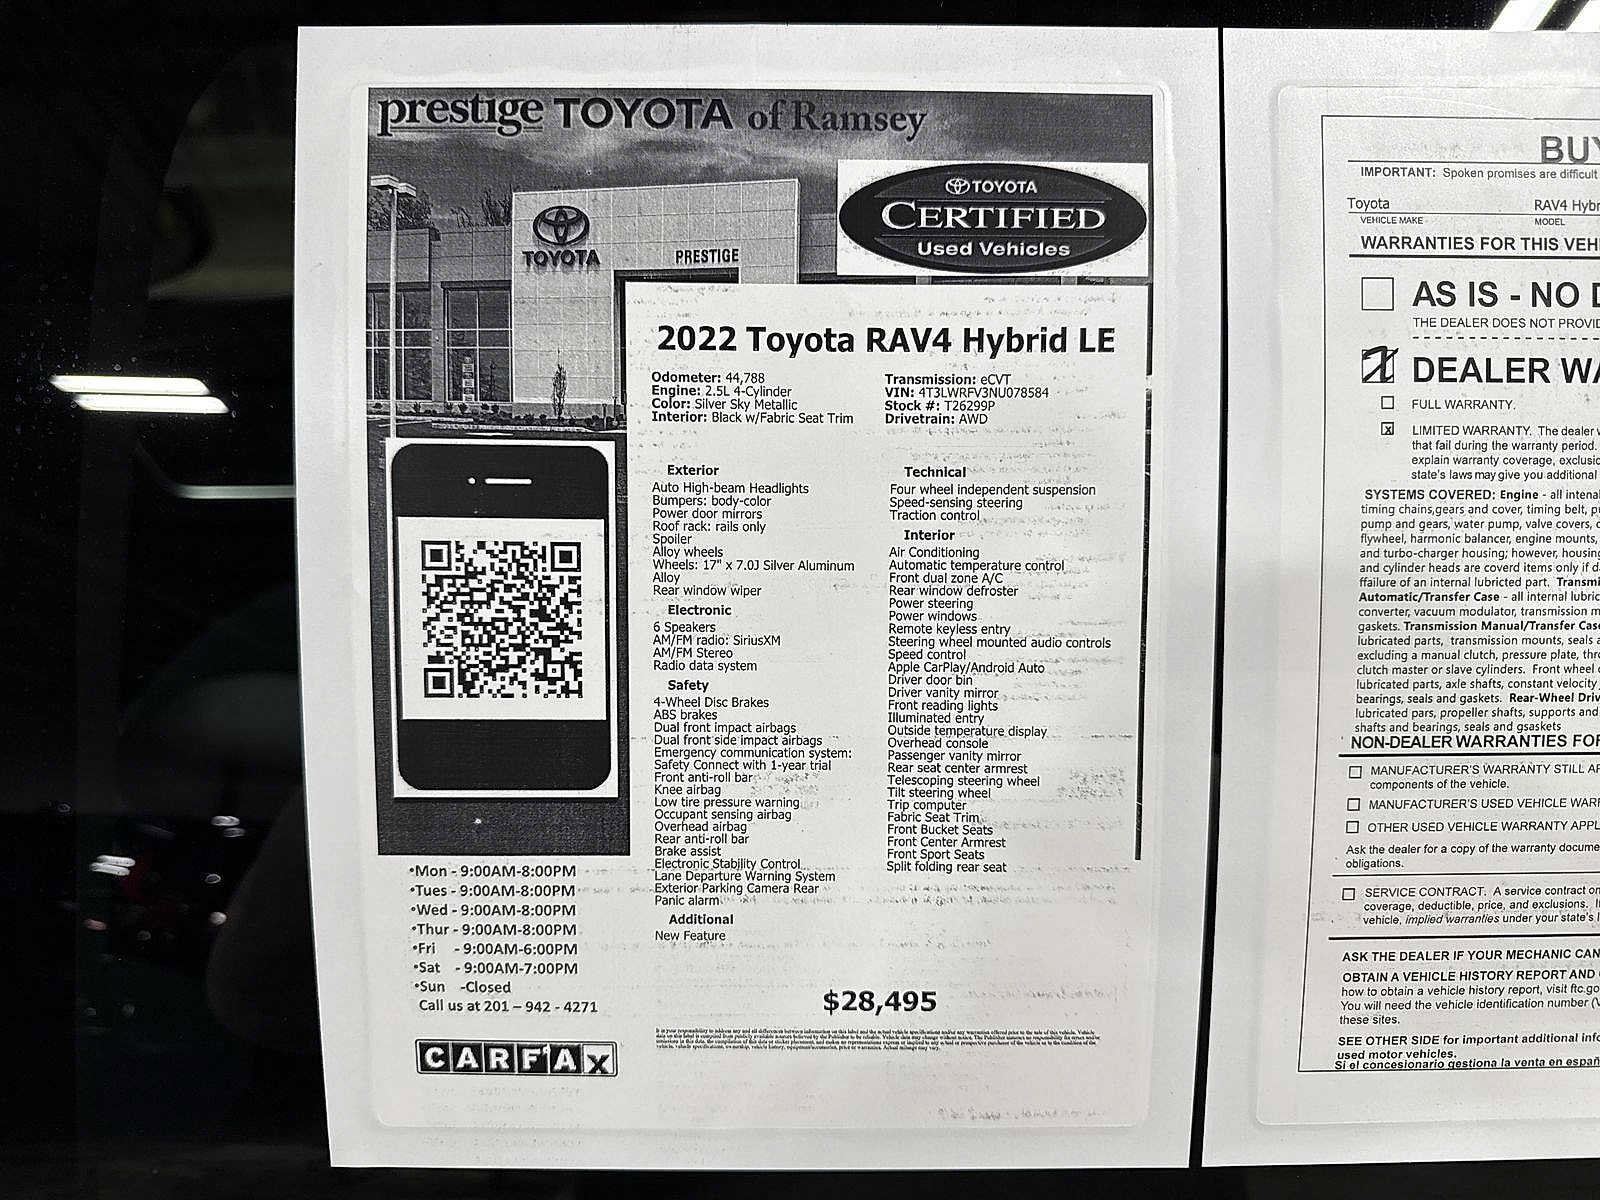 prestige TOYOTA of Ramsey
TOYOTA
CERTIFIED
Used Vehicles
TOYOTA
PRESTIGE
2022 Toyota RAV4 Hybrid LE
Odometer: 44,788
Engine: 2.5L 4-Cylinder
Color: Silver Sky Metallic
Interior: Black w/Fabric Seat Trim
Transmission: eCVT
VIN: 4T3LWRFV3NU078584
Stock #: T26299P
Drivetrain: AWD
Exterior
Auto High-beam Headlights
Bumpers: body-color
Power door mirrors
Roof rack: rails only
Spoiler
Alloy wheels
Wheels: 17" x 7.0J Silver Aluminum
Alloy
Rear window wiper
Electronic
6 Speakers
AM/FM radio: SiriusXM
AM/FM Stereo
Radio data system
Safety
4-Wheel Disc Brakes
ABS brakes
Dual front impact airbags
Dual front side impact airbags
Emergency communication system:
Safety Connect with 1-year trial
Front anti-roll bar
Knee airbag
Low tire pressure warning
Occupant sensing airbag
Overhead airbag
Rear anti-roll bar
Brake assist
Electronic Stability Control
Lane Departure Warning System
Exterior Parking Camera Rear
Panic alarm
Additional
New Feature
Technical
Four wheel independent suspension
Speed-sensing steering
Traction control
Interior
Air Conditioning
Automatic temperature control
Front dual zone A/C
Rear window defroster
Power steering
Power windows
Remote keyless entry
Steering wheel mounted audio controls
Speed control
Apple CarPlay/Android Auto
Driver door bin
Driver vanity mirror
Front reading lights
Illuminated entry
Outside temperature display
Overhead console
Passenger vanity mirror
Rear seat center armrest
Telescoping steering wheel
Tilt steering wheel
Trip computer
Fabric Seat Trim
Front Bucket Seats
Front Center Armrest
Front Sport Seats
Split folding rear seat
•Mon - 9:00AM-8:00PM
•Tues - 9:00AM-8:00PM
•Wed - 9:00AM-8:00PM
•Thur - 9:00AM-8:00PM
•Fri - 9:00AM-6:00PM
•Sat - 9:00AM-7:00PM
•Sun -Closed
Call us at 201 – 942 - 4271
$28,495
CARFAX
BUY
IMPORTANT: Spoken promises are difficult
Toyota RAV4 Hybr
VEHICLE MAKE MODEL
WARRANTIES FOR THIS VEH
AS IS - NO D
THE DEALER DOES NOT PROVID
DEALER WA
FULL WARRANTY.
LIMITED WARRANTY. The dealer w
that fail during the warranty period.
explain warranty coverage, exclusio
state's laws may give you additional
SYSTEMS COVERED: Engine - all intenal
timing chains,gears and cover, timing belt, pu
pump and gears, water pump, valve covers, o
flywheel, harmonic balancer, engine mounts,
and turbo-charger housing; however, housing
and cylinder heads are coverd items only if da
ffailure of an internal lubricted part. Transmi
Automatic/Transfer Case - all internal lubric
converter, vacuum modulator, transmission m
gaskets. Transmission Manual/Transfer Case
lubricated parts, transmission mounts, seals a
excluding a manual clutch, pressure plate, thro
clutch master or slave cylinders. Front wheel d
lubricated parts, axle shafts, constant velocity j
bearings, seals and gaskets. Rear-Wheel Driv
lubricated pars, propeller shafts, supports and
shafts and bearings, seals and gsaskets
NON-DEALER WARRANTIES FOR
MANUFACTURER'S WARRANTY STILL AP
components of the vehicle.
MANUFACTURER'S USED VEHICLE WARR
OTHER USED VEHICLE WARRANTY APPL
Ask the dealer for a copy of the warranty docume
obligations.
SERVICE CONTRACT. A service contract on
coverage, deductible, price, and exclusions. I
vehicle, implied warranties under your state's l
ASK THE DEALER IF YOUR MECHANIC CAN
OBTAIN A VEHICLE HISTORY REPORT AND C
how to obtain a vehicle history report, visit ftc.go
You will need the vehicle identification number (V
these sites.
SEE OTHER SIDE for important additional info
used motor vehicles.
Si el concesionario gestiona la venta en españ